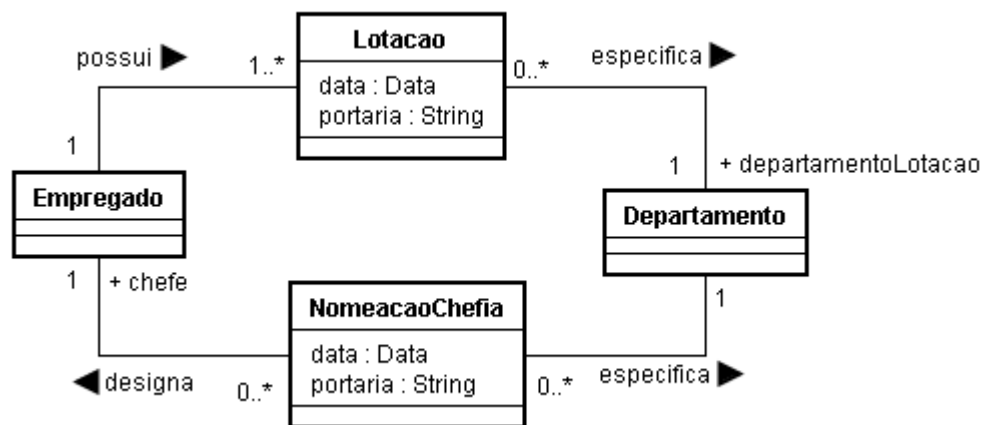 Lotacao
possui ▶
1..*
0..*
especifica ▶
data : Data
portaria : String
1
1
+ departamentoLotacao
Empregado
Departamento
1
+ chefe
NomeacaoChefia
1
data : Data
portaria : String
◀ designa
0..*
0..*
especifica ▶